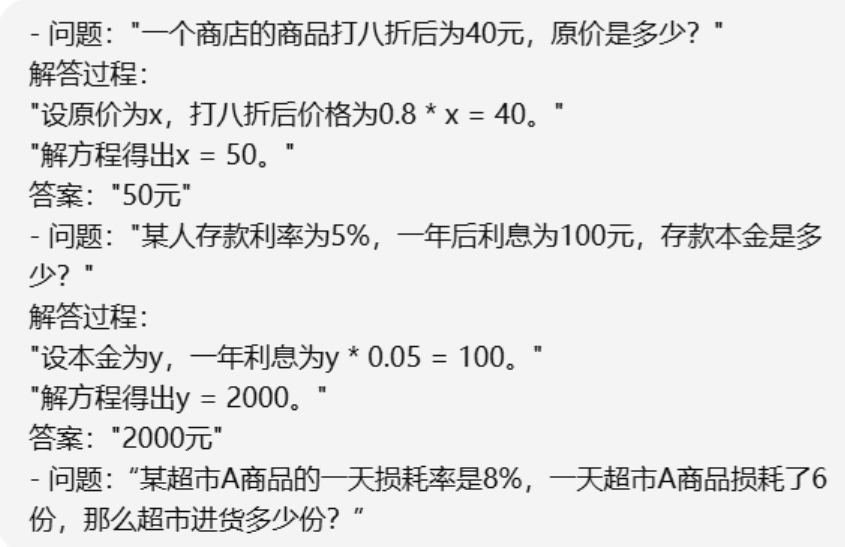 - 问题："一个商店的商品打八折后为40元，原价是多少？"
解答过程：
"设原价为x，打八折后价格为0.8 * x = 40。"
"解方程得出x = 50。"
答案："50元"
- 问题："某人存款利率为5%，一年后利息为100元，存款本金是多
少？"
解答过程：
"设本金为y，一年利息为y * 0.05 = 100。"
"解方程得出y = 2000。"
答案："2000元"
- 问题：“某超市A商品的一天损耗率是8%，一天超市A商品损耗了6
份，那么超市进货多少份？”